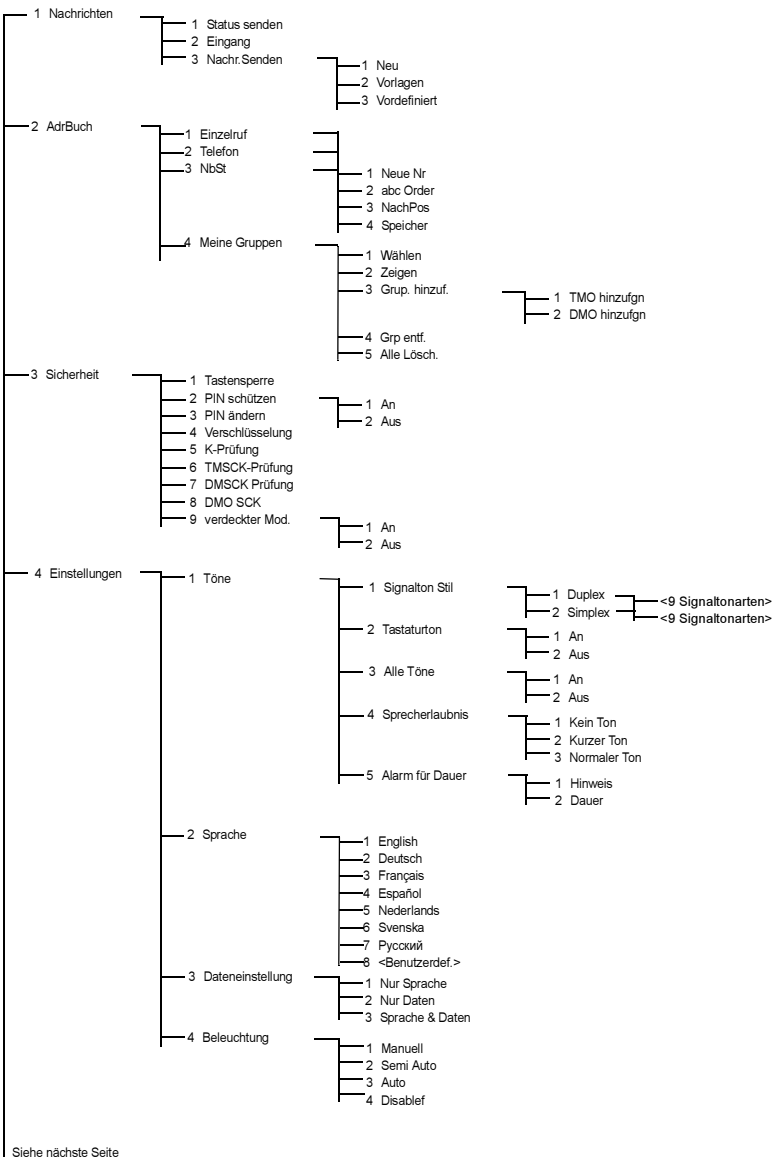 1 Nachrichten
1 Status senden
2 Eingang
3 Nachr.Senden
1 Neu
2 Vorlagen
3 Vordefiniert
2 AdrBuch
1 Einzelruf
2 Telefon
3 NbSt
1 Neue Nr
2 abc Order
3 NachPos
4 Speicher
4 Meine Gruppen
1 Wählen
2 Zeigen
3 Grup. hinzuf.
1 TMO hinzufgn
2 DMO hinzufgn
4 Grp entf.
5 Alle Lösch.
3 Sicherheit
1 Tastensperre
2 PIN schützen
1 An
2 Aus
3 PIN ändern
4 Verschlüsselung
5 K-Prüfung
6 TMSCK-Prüfung
7 DMSCK Prüfung
8 DMO SCK
9 verdeckter Mod.
1 An
2 Aus
4 Einstellungen
1 Töne
1 Signalton Stil
1 Duplex
<9 Signaltonarten>
2 Simplex
<9 Signaltonarten>
2 Tastaturton
1 An
2 Aus
3 Alle Töne
1 An
2 Aus
4 Sprecherlaubnis
1 Kein Ton
2 Kurzer Ton
3 Normaler Ton
5 Alarm für Dauer
1 Hinweis
2 Dauer
2 Sprache
1 English
2 Deutsch
3 Français
4 Español
5 Nederlands
6 Svenska
7 Русский
8 <Benutzerdef.>
3 Dateneinstellung
1 Nur Sprache
2 Nur Daten
3 Sprache & Daten
4 Beleuchtung
1 Manuell
2 Semi Auto
3 Auto
4 Disablef
Siehe nächste Seite